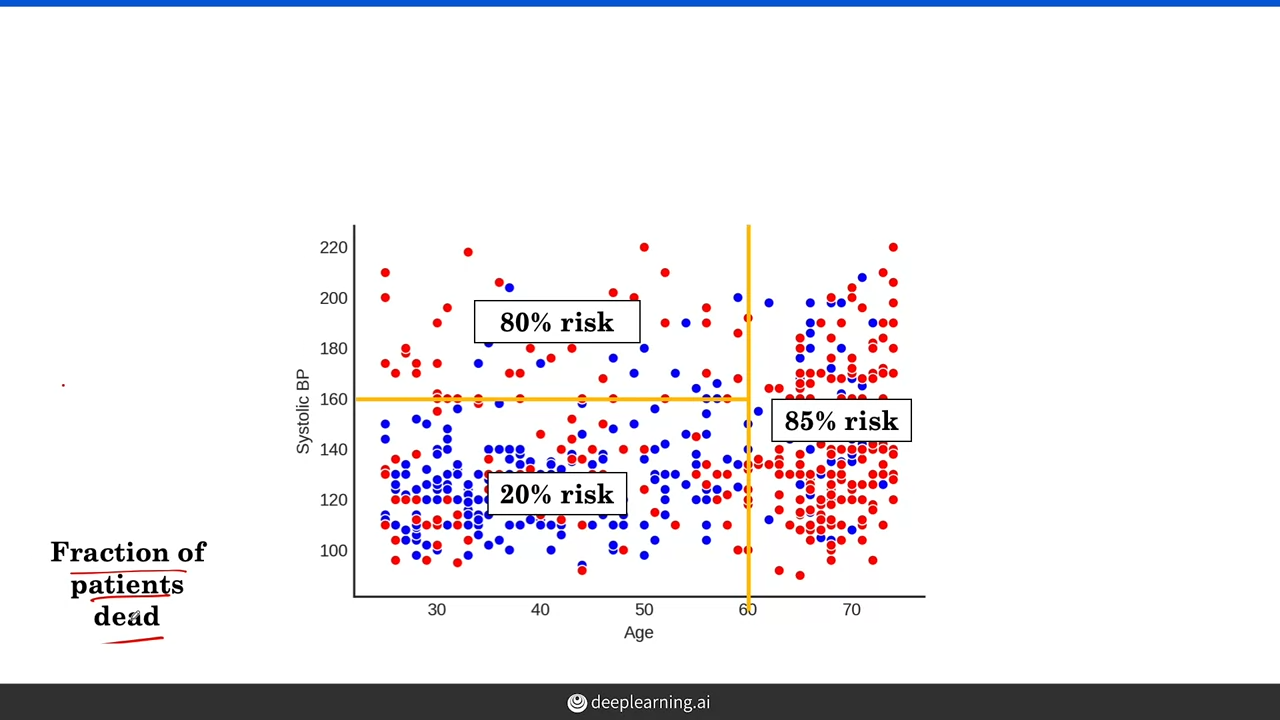 220
200
180
160
140
120
100
Systolic BP
80% risk
85% risk
20% risk
30 40 50 60 70
Age
Fraction of
patients
dead
deeplearning.ai